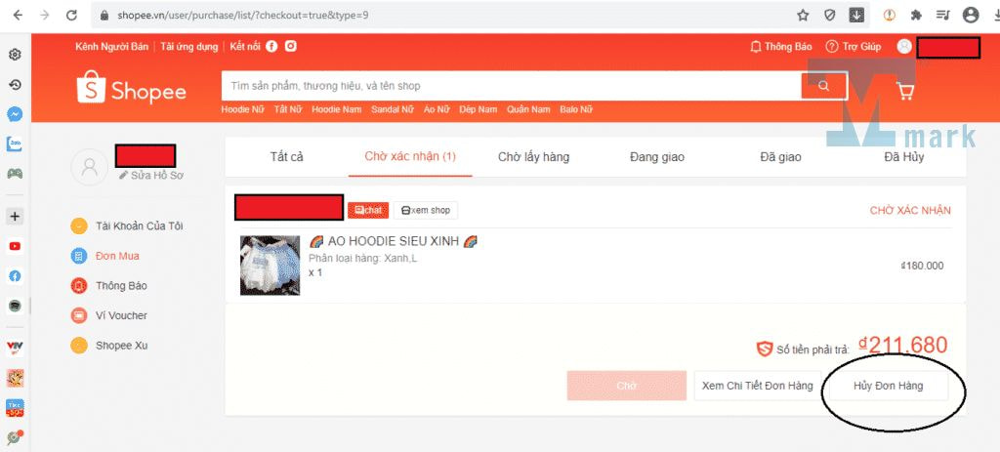 shopee.vn/user/purchase/list/?checkout=true&type=9
Kênh Người Bán Tải ứng dụng Kết nối
Thông Báo Trợ Giúp
Shopee
Tìm sản phẩm, thương hiệu, và tên shop
Hoodie Nữ Tất Nữ Hoodie Nam Sandal Nữ Áo Nữ Dép Nam Quần Nam Balo Nữ
TM mark
Sửa Hồ Sơ
Tất cả Chờ xác nhận (1) Chờ lấy hàng Đang giao Đã giao Đã Hủy
chat xem shop
CHỜ XÁC NHẬN
ÁO HOODIE SIÊU XINH
Phân loại hàng: Xanh,L
x 1
₫180.000
Tài Khoản Của Tôi
Đơn Mua
Thông Báo
Ví Voucher
Shopee Xu
Số tiền phải trả: ₫211.680
Chờ Xem Chi Tiết Đơn Hàng Hủy Đơn Hàng